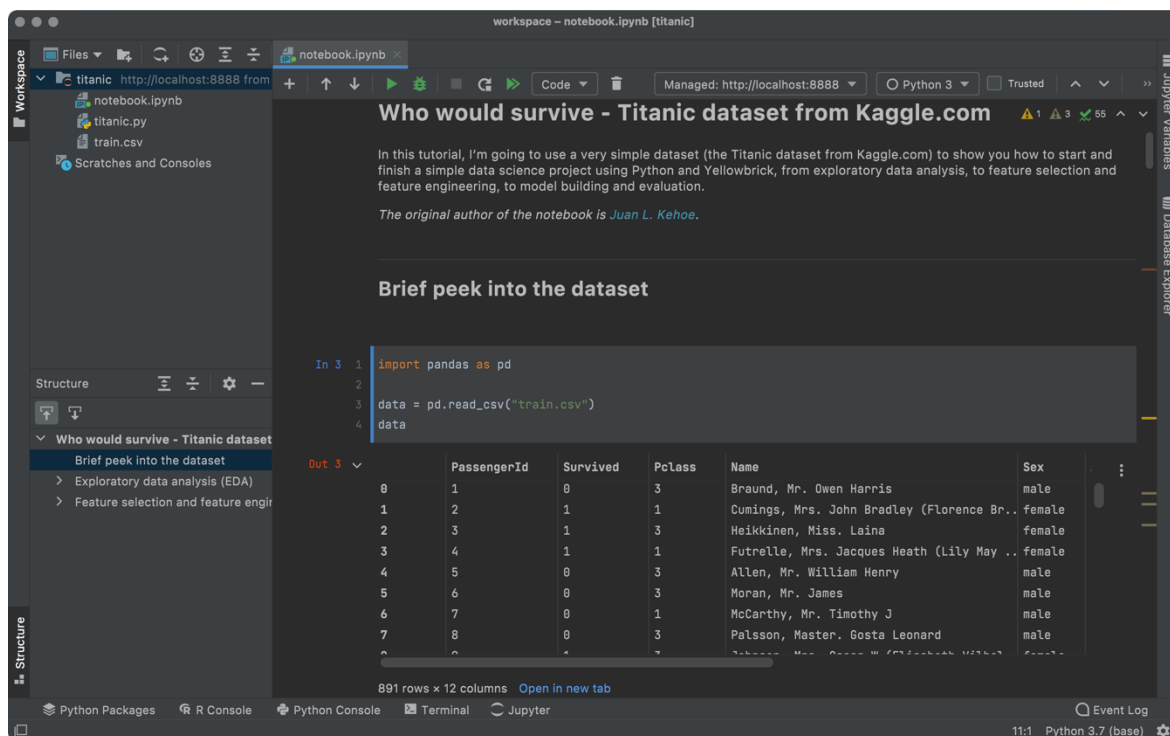 workspace – notebook.ipynb [titanic]
Workspace
Files
notebook.ipynb
titanic http://localhost:8888 from
notebook.ipynb
titanic.py
train.csv
Scratches and Consoles
Code
Managed: http://localhost:8888
Python 3
Trusted
Jupyter Variables
Database Explorer
Who would survive - Titanic dataset from Kaggle.com
1 3 55
In this tutorial, I'm going to use a very simple dataset (the Titanic dataset from Kaggle.com) to show you how to start and
finish a simple data science project using Python and Yellowbrick, from exploratory data analysis, to feature selection and
feature engineering, to model building and evaluation.
The original author of the notebook is Juan L. Kehoe.
Brief peek into the dataset
In 3 1 import pandas as pd
2
3 data = pd.read_csv("train.csv")
4 data
Structure
Who would survive - Titanic dataset
Brief peek into the dataset
Exploratory data analysis (EDA)
Feature selection and feature engir
Out 3
PassengerId Survived Pclass Name Sex
0 1 0 3 Braund, Mr. Owen Harris male
1 2 1 1 Cumings, Mrs. John Bradley (Florence Br.. female
2 3 1 3 Heikkinen, Miss. Laina female
3 4 1 1 Futrelle, Mrs. Jacques Heath (Lily May .. female
4 5 0 3 Allen, Mr. William Henry male
5 6 0 3 Moran, Mr. James male
6 7 0 1 McCarthy, Mr. Timothy J male
7 8 0 3 Palsson, Master. Gosta Leonard male
891 rows × 12 columns Open in new tab
Structure
Python Packages
R Console
Python Console
Terminal
Jupyter
Event Log
11:1 Python 3.7 (base)